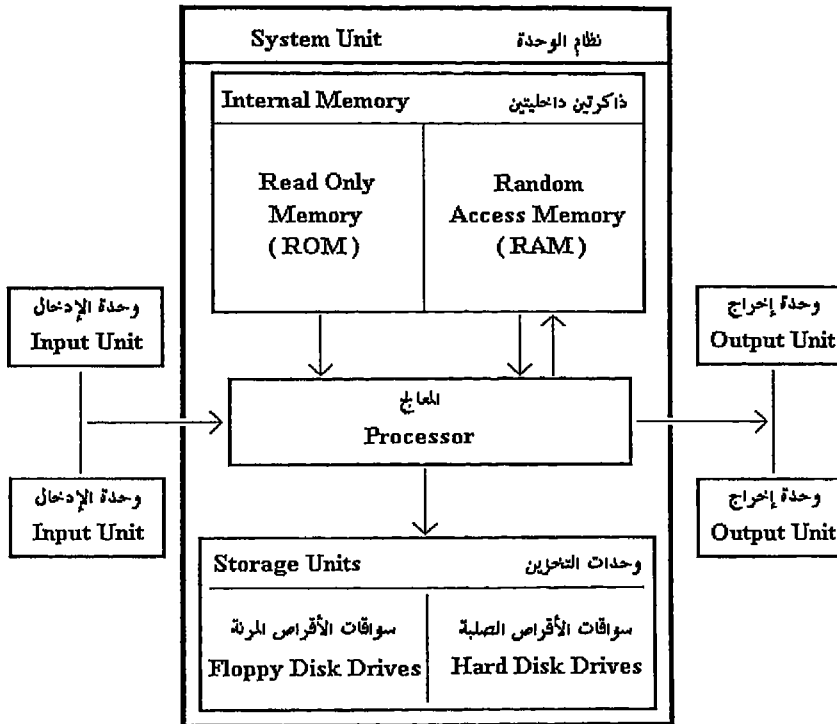 System Unit نظام الوحدة
Internal Memory ذاكرتين داخليتين
Read Only
Memory
(ROM)
Random
Access Memory
(RAM)
وحدة الإدخال
Input Unit
وحدة إخراج
Output Unit
المعالج
Processor
وحدة الإدخال
Input Unit
وحدة إخراج
Output Unit
Storage Units وحدات التخزين
سواقات الأقراص المرنة
Floppy Disk Drives
سواقات الأقراص الصلبة
Hard Disk Drives